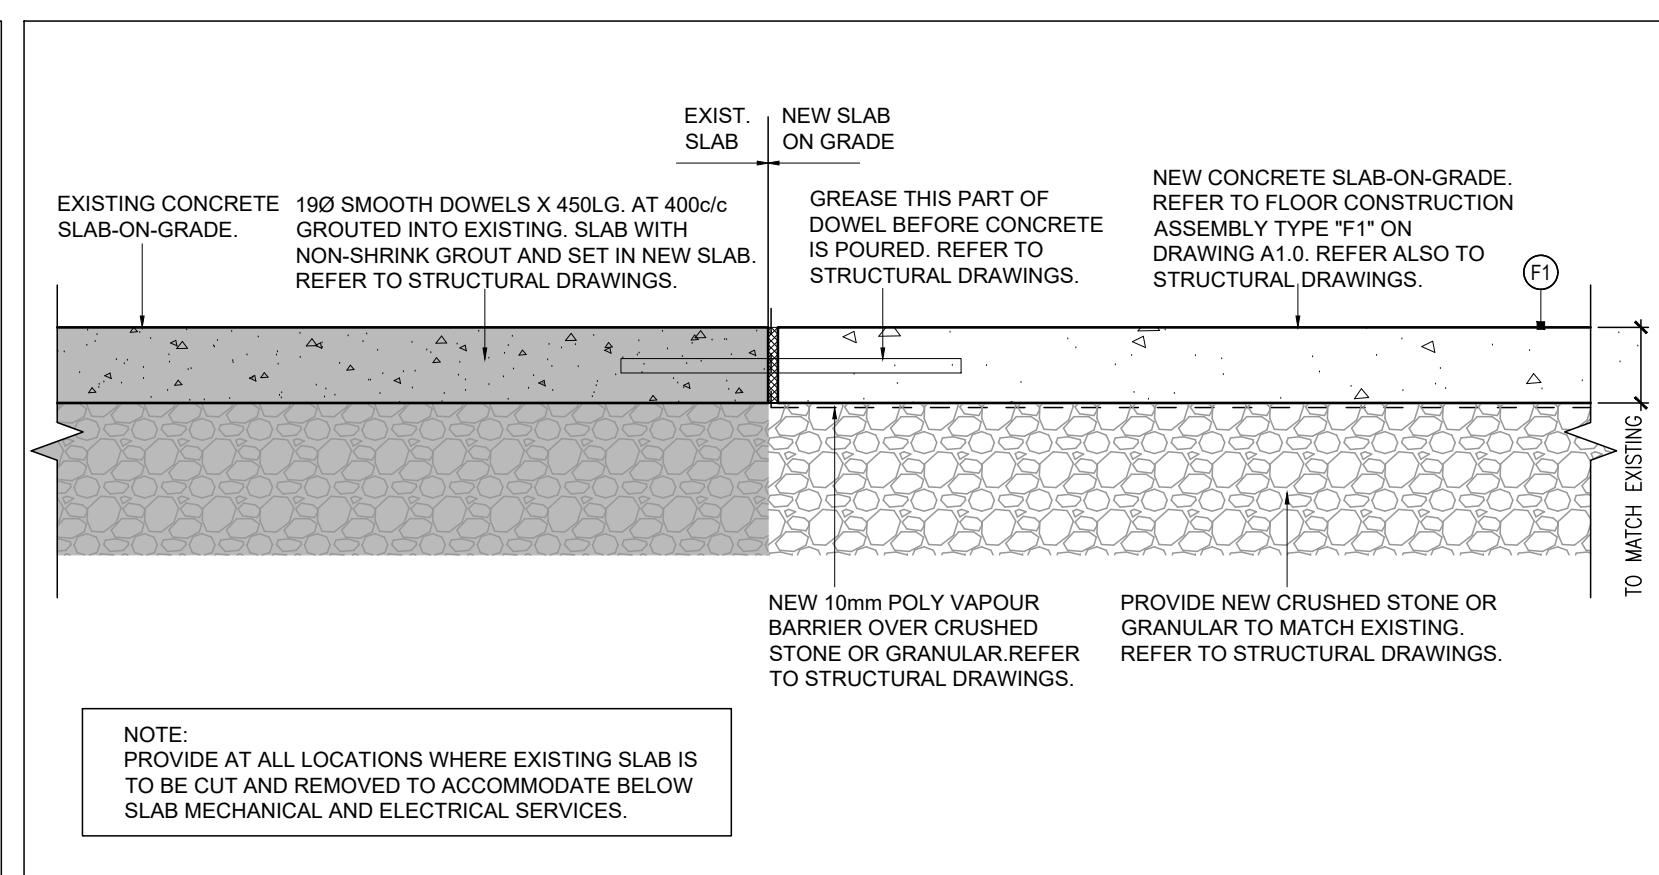 EXIST.
SLAB
NEW SLAB
ON GRADE
EXISTING CONCRETE
SLAB-ON-GRADE.
19Ø SMOOTH DOWELS X 450LG. AT 400c/c
GROUTED INTO EXISTING. SLAB WITH
NON-SHRINK GROUT AND SET IN NEW SLAB.
REFER TO STRUCTURAL DRAWINGS.
GREASE THIS PART OF
DOWEL BEFORE CONCRETE
IS POURED. REFER TO
STRUCTURAL DRAWINGS.
NEW CONCRETE SLAB-ON-GRADE.
REFER TO FLOOR CONSTRUCTION
ASSEMBLY TYPE "F1" ON
DRAWING A1.0. REFER ALSO TO
STRUCTURAL DRAWINGS.
F1
TO MATCH EXISTING
NEW 10mm POLY VAPOUR
BARRIER OVER CRUSHED
STONE OR GRANULAR.REFER
TO STRUCTURAL DRAWINGS.
PROVIDE NEW CRUSHED STONE OR
GRANULAR TO MATCH EXISTING.
REFER TO STRUCTURAL DRAWINGS.
NOTE:
PROVIDE AT ALL LOCATIONS WHERE EXISTING SLAB IS
TO BE CUT AND REMOVED TO ACCOMMODATE BELOW
SLAB MECHANICAL AND ELECTRICAL SERVICES.